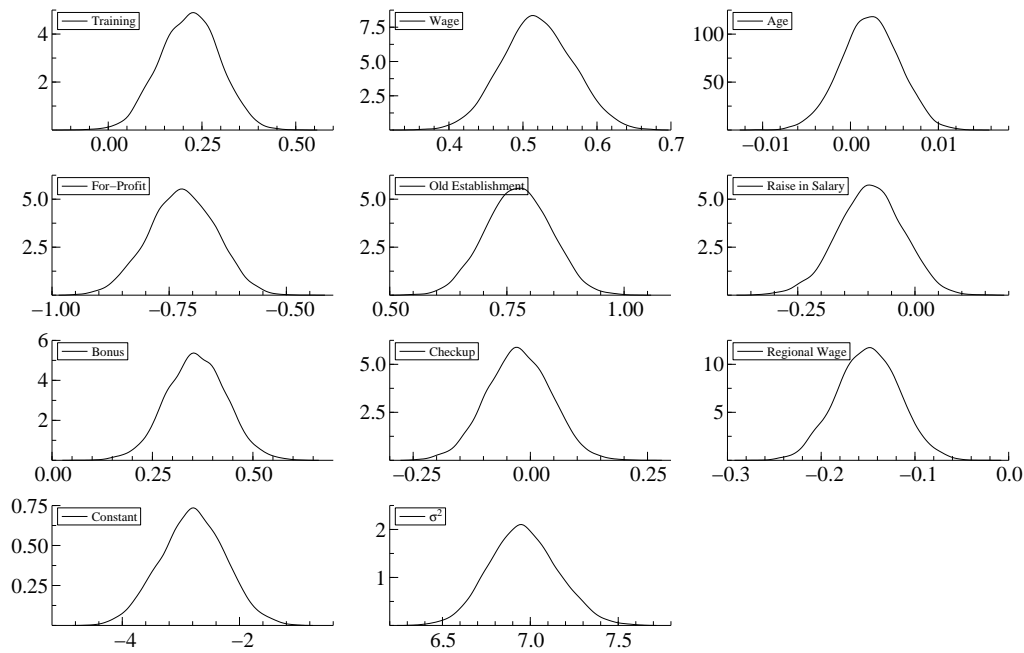 Training
4
2
0.00 0.25 0.50
Wage
7.5
5.0
2.5
0.4 0.5 0.6 0.7
Age
100
50
−0.01 0.00 0.01
For−Profit
5.0
2.5
−1.00 −0.75 −0.50
Old Establishment
5.0
2.5
0.50 0.75 1.00
Raise in Salary
5.0
2.5
−0.25 0.00
Bonus
6
4
2
0.00 0.25 0.50
Checkup
5.0
2.5
−0.25 0.00 0.25
Regional Wage
10
5
−0.3 −0.2 −0.1 0.0
Constant
0.75
0.50
0.25
−4 −2
σ²
2
1
6.5 7.0 7.5